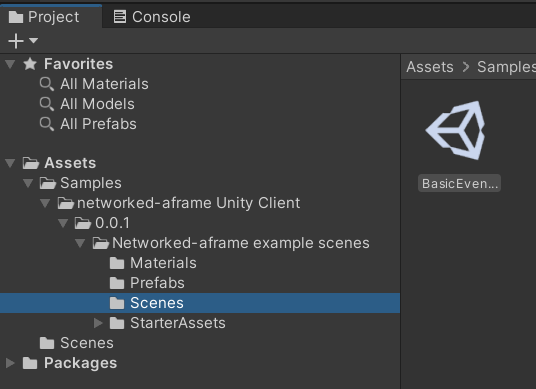 Project
Console
Favorites
All Materials
All Models
All Prefabs
Assets
Samples
networked-aframe Unity Client
0.0.1
Networked-aframe example scenes
Materials
Prefabs
Scenes
StarterAssets
Scenes
Packages
Assets > Samples
BasicEven...